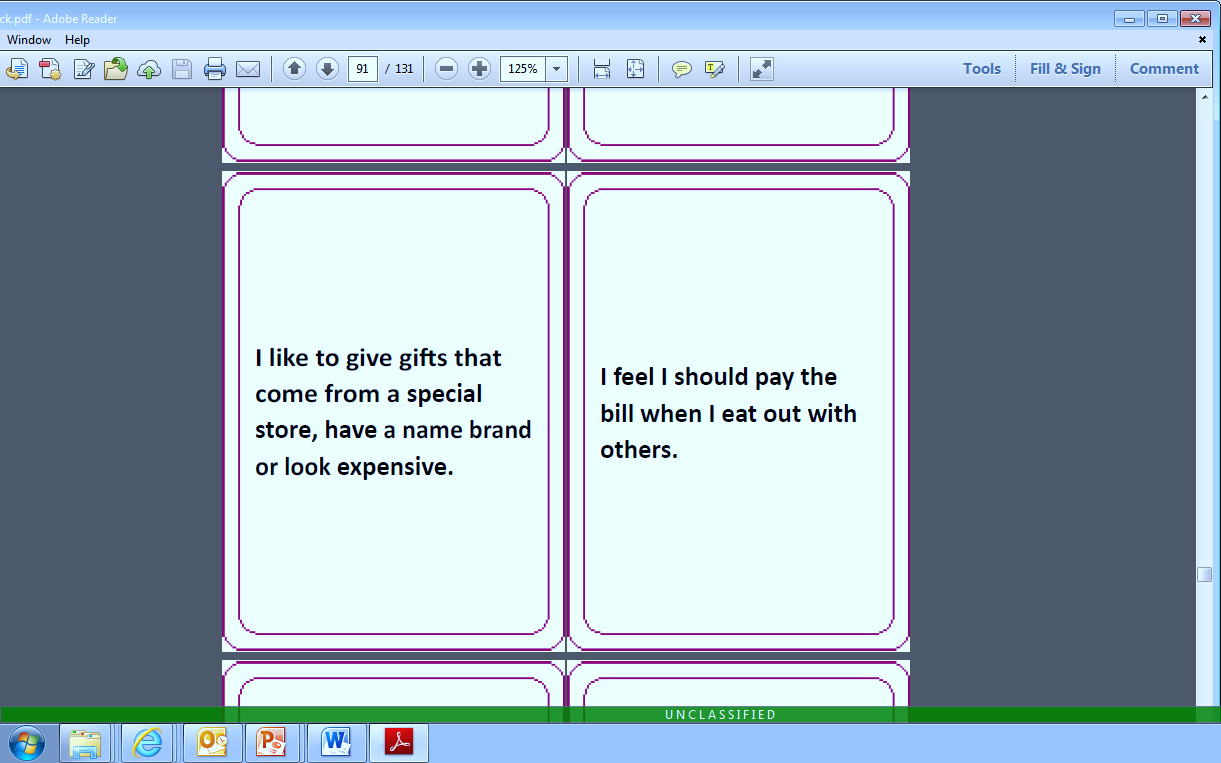 ck.pdf - Adobe Reader
Window Help
91 / 131 125% Tools Fill & Sign Comment
I like to give gifts that
come from a special
store, have a name brand
or look expensive.
I feel I should pay the
bill when I eat out with
others.
UNCLASSIFIED